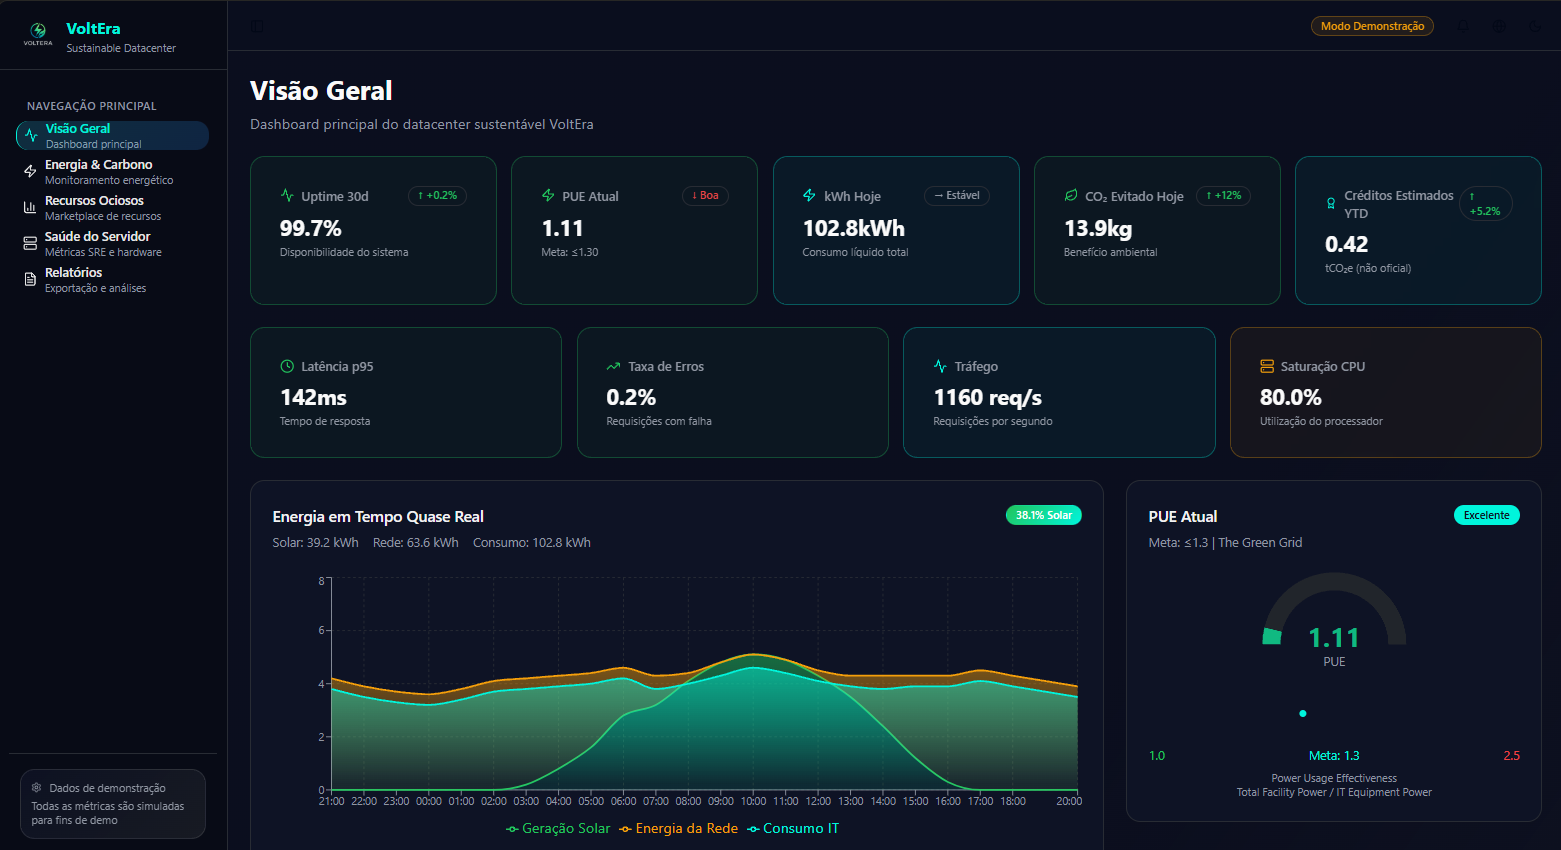 VOLTERA
VoltEra
Sustainable Datacenter
Modo Demonstração
NAVEGAÇÃO PRINCIPAL
Visão Geral
Dashboard principal
Energia & Carbono
Monitoramento energético
Recursos Ociosos
Marketplace de recursos
Saúde do Servidor
Métricas SRE e hardware
Relatórios
Exportação e análises
Dados de demonstração
Todas as métricas são simuladas
para fins de demo
Visão Geral
Dashboard principal do datacenter sustentável VoltEra
Uptime 30d
↑ +0.2%
99.7%
Disponibilidade do sistema
PUE Atual
↓ Boa
1.11
Meta: ≤1.30
kWh Hoje
→ Estável
102.8kWh
Consumo líquido total
CO₂ Evitado Hoje
↑ +12%
13.9kg
Benefício ambiental
Créditos Estimados
YTD
↑
+5.2%
0.42
tCO₂e (não oficial)
Latência p95
142ms
Tempo de resposta
Taxa de Erros
0.2%
Requisições com falha
Tráfego
1160 req/s
Requisições por segundo
Saturação CPU
80.0%
Utilização do processador
Energia em Tempo Quase Real
38.1% Solar
Solar: 39.2 kWh Rede: 63.6 kWh Consumo: 102.8 kWh
8
6
4
2
0
21:00 22:00 23:00 00:00 01:00 02:00 03:00 04:00 05:00 06:00 07:00 08:00 09:00 10:00 11:00 12:00 13:00 14:00 15:00 16:00 17:00 18:00 20:00
Geração Solar Energia da Rede Consumo IT
PUE Atual
Excelente
Meta: ≤1.3 | The Green Grid
1.11
PUE
1.0 Meta: 1.3 2.5
Power Usage Effectiveness
Total Facility Power / IT Equipment Power